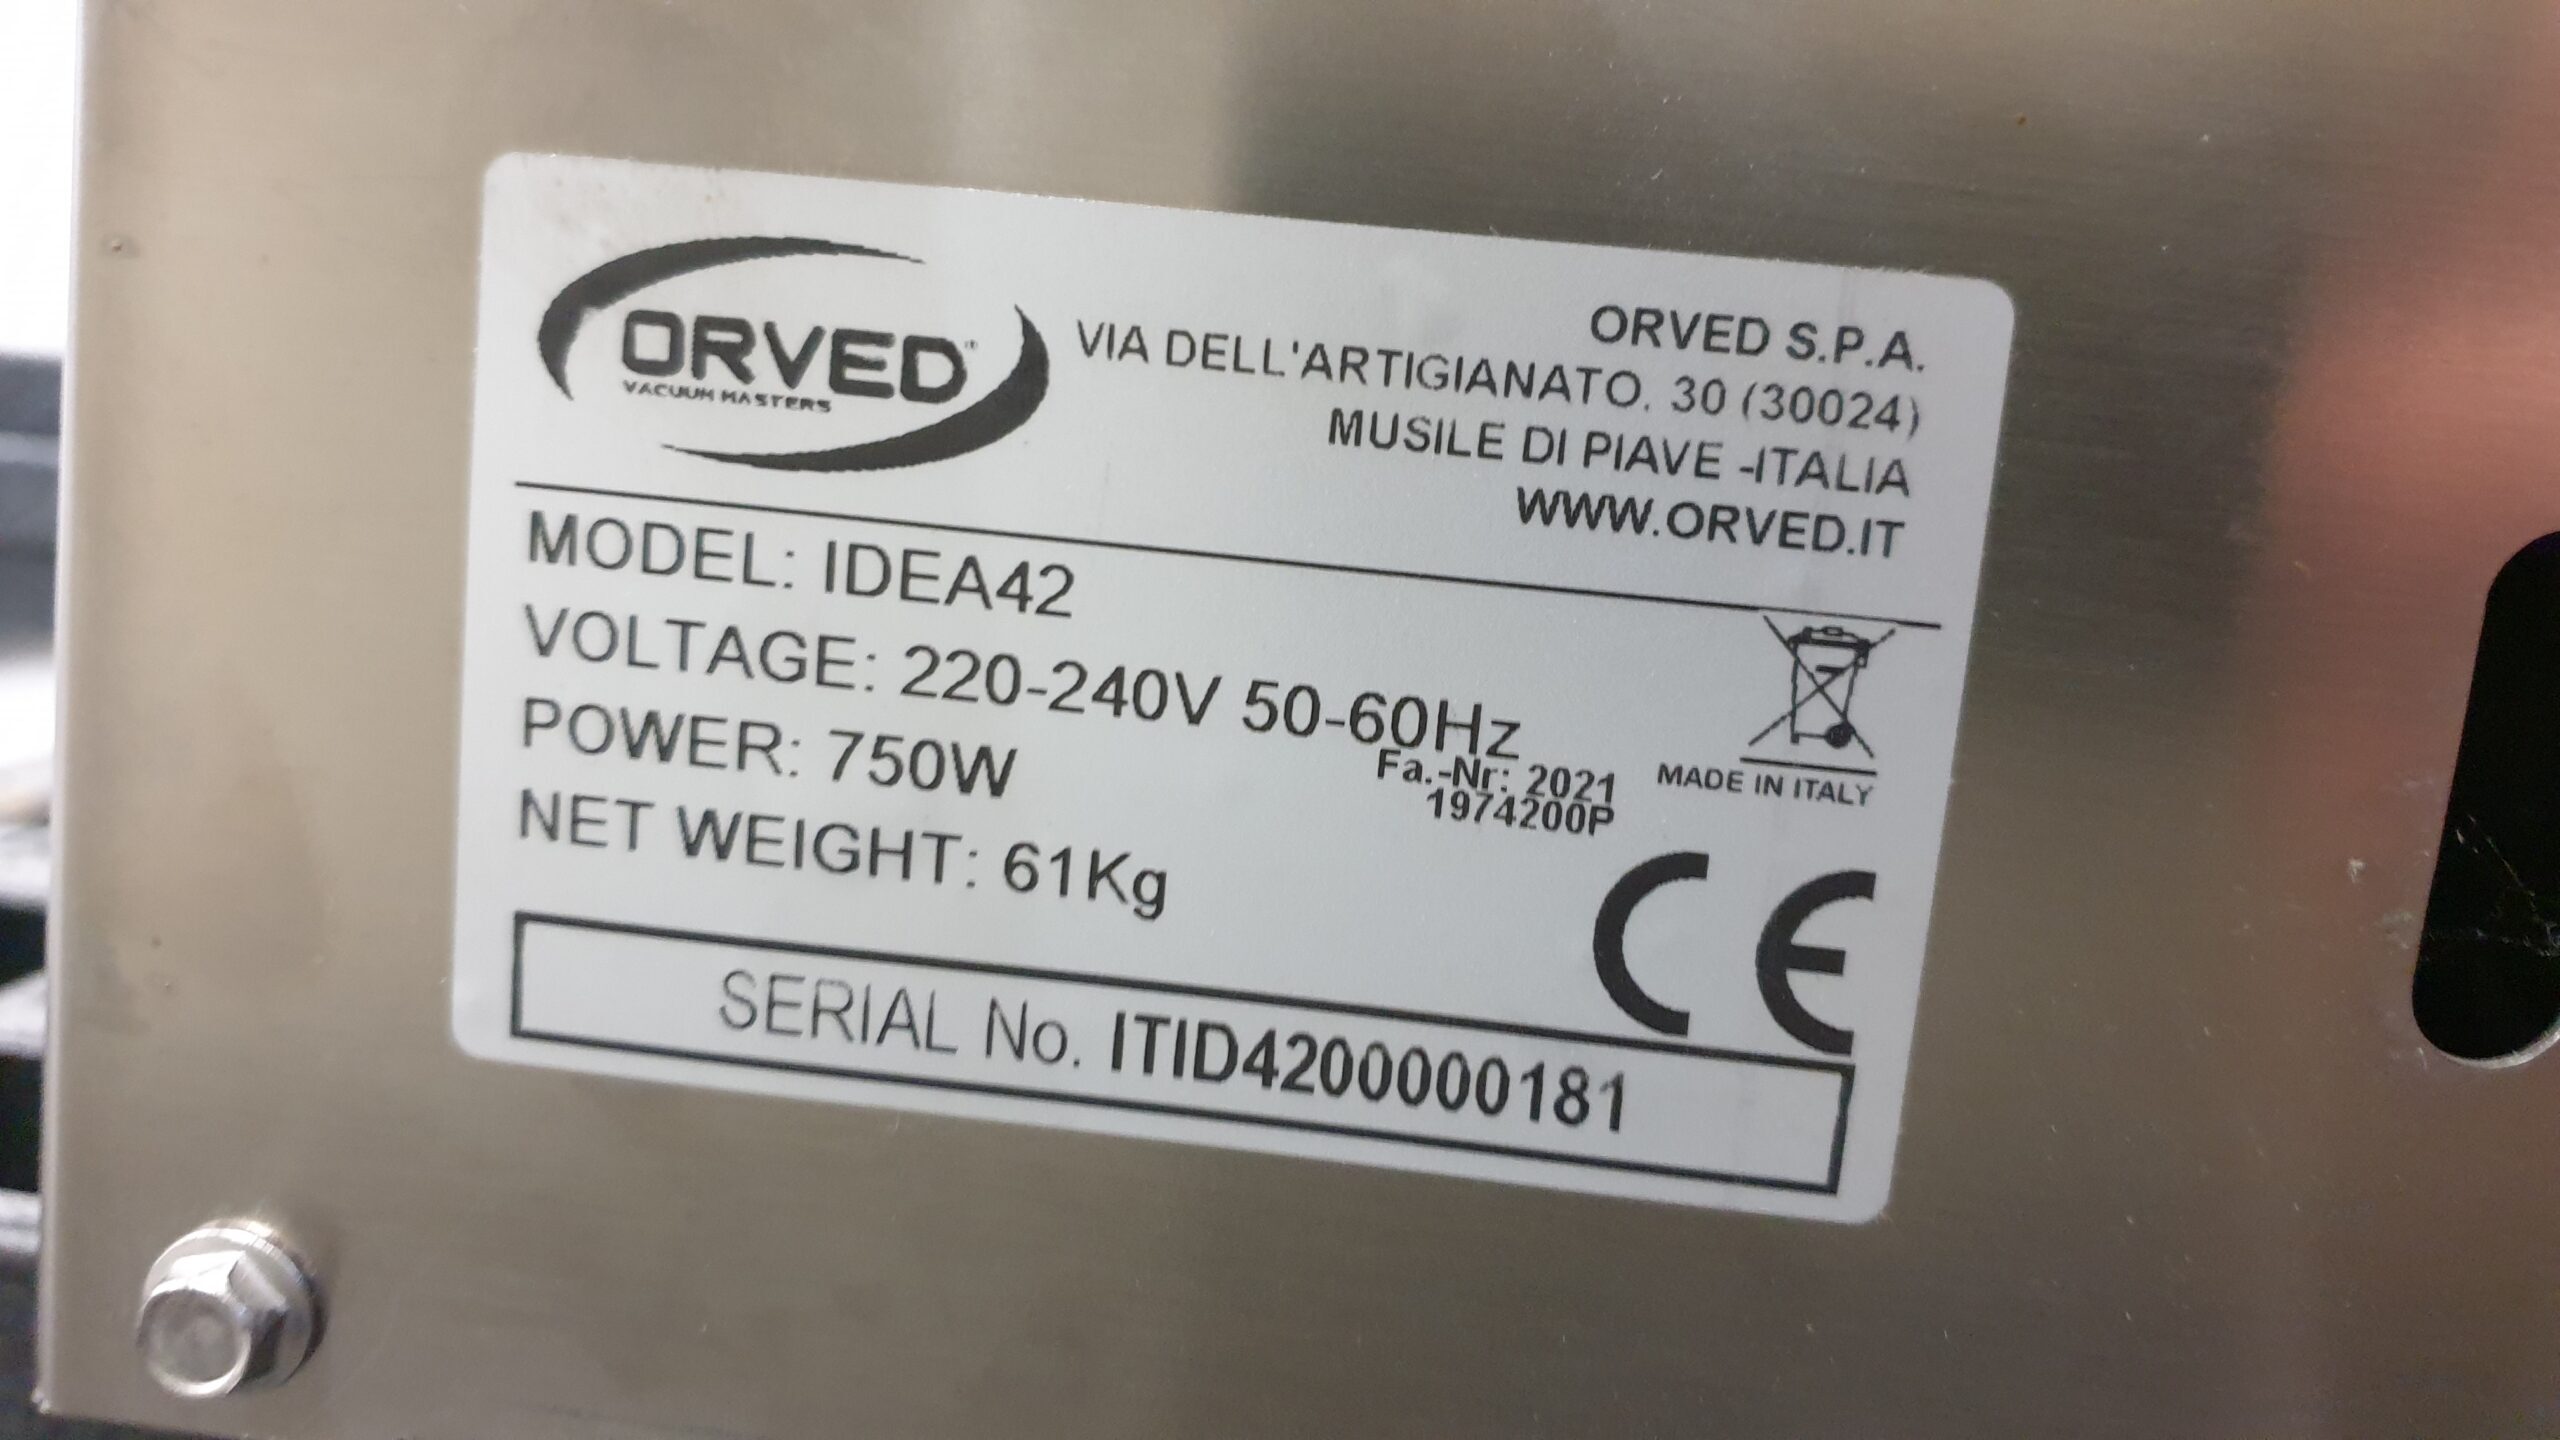 ORVED
VACUUM MASTERS
ORVED S.P.A.
VIA DELL'ARTIGIANATO, 30 (30024)
MUSILE DI PIAVE -ITALIA
WWW.ORVED.IT
MODEL: IDEA42
VOLTAGE: 220-240V 50-60Hz
POWER: 750W
NET WEIGHT: 61Kg
Fa.-Nr: 2021
1974200P
MADE IN ITALY
CE
SERIAL No. ITID4200000181